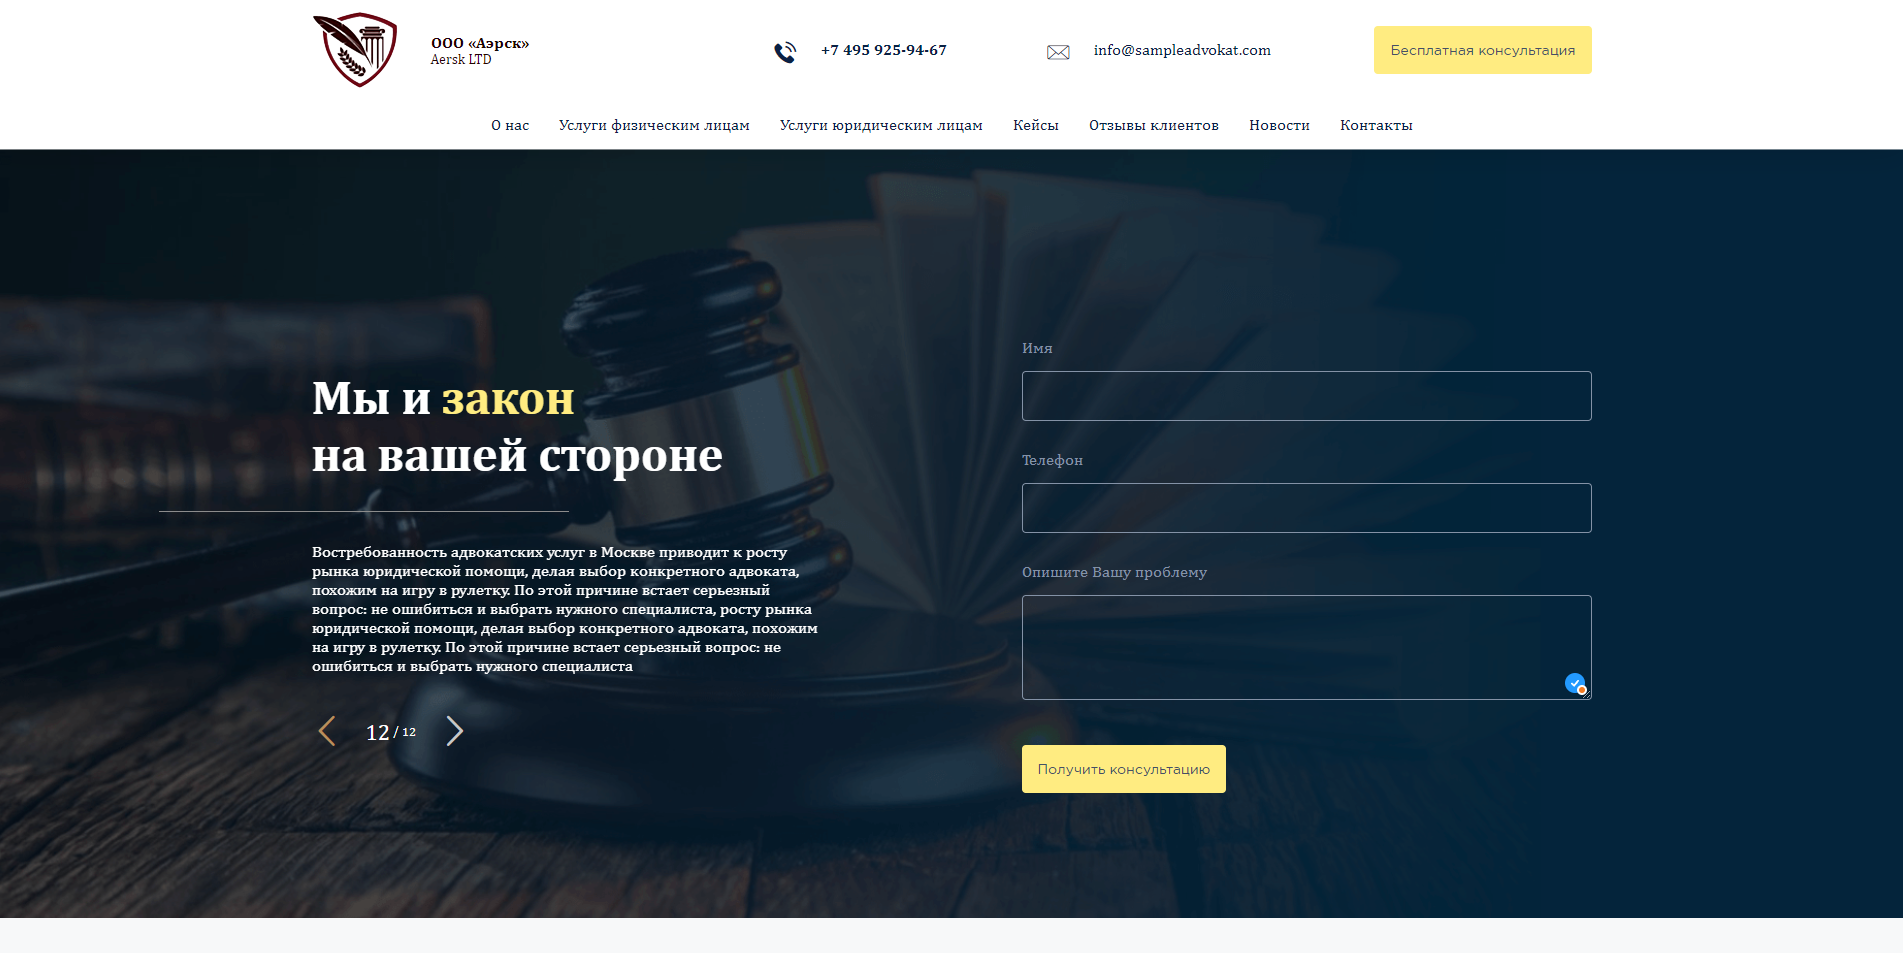 ООО «Аэрск»
Aersk LTD
+7 495 925-94-67
info@sampleadvokat.com
Бесплатная консультация
О нас
Услуги физическим лицам
Услуги юридическим лицам
Кейсы
Отзывы клиентов
Новости
Контакты
Мы и закон
на вашей стороне
Востребованность адвокатских услуг в Москве приводит к росту
рынка юридической помощи, делая выбор конкретного адвоката,
похожим на игру в рулетку. По этой причине встает серьезный
вопрос: не ошибиться и выбрать нужного специалиста, росту рынка
юридической помощи, делая выбор конкретного адвоката, похожим
на игру в рулетку. По этой причине встает серьезный вопрос: не
ошибиться и выбрать нужного специалиста
12 / 12
Имя
Телефон
Опишите Вашу проблему
Получить консультацию